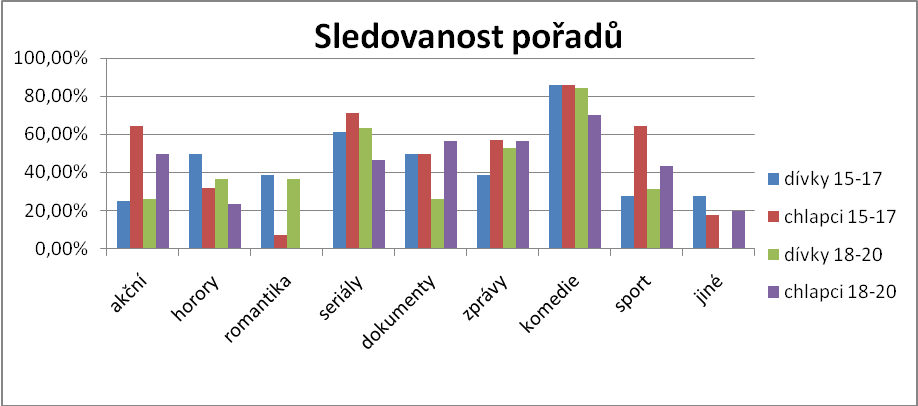 Sledovanost pořadů
100,00%
80,00%
60,00%
40,00%
20,00%
0,00%
akční
horory
romantika
seriály
dokumenty
zprávy
komedie
sport
jiné
dívky 15-17
chlapci 15-17
dívky 18-20
chlapci 18-20